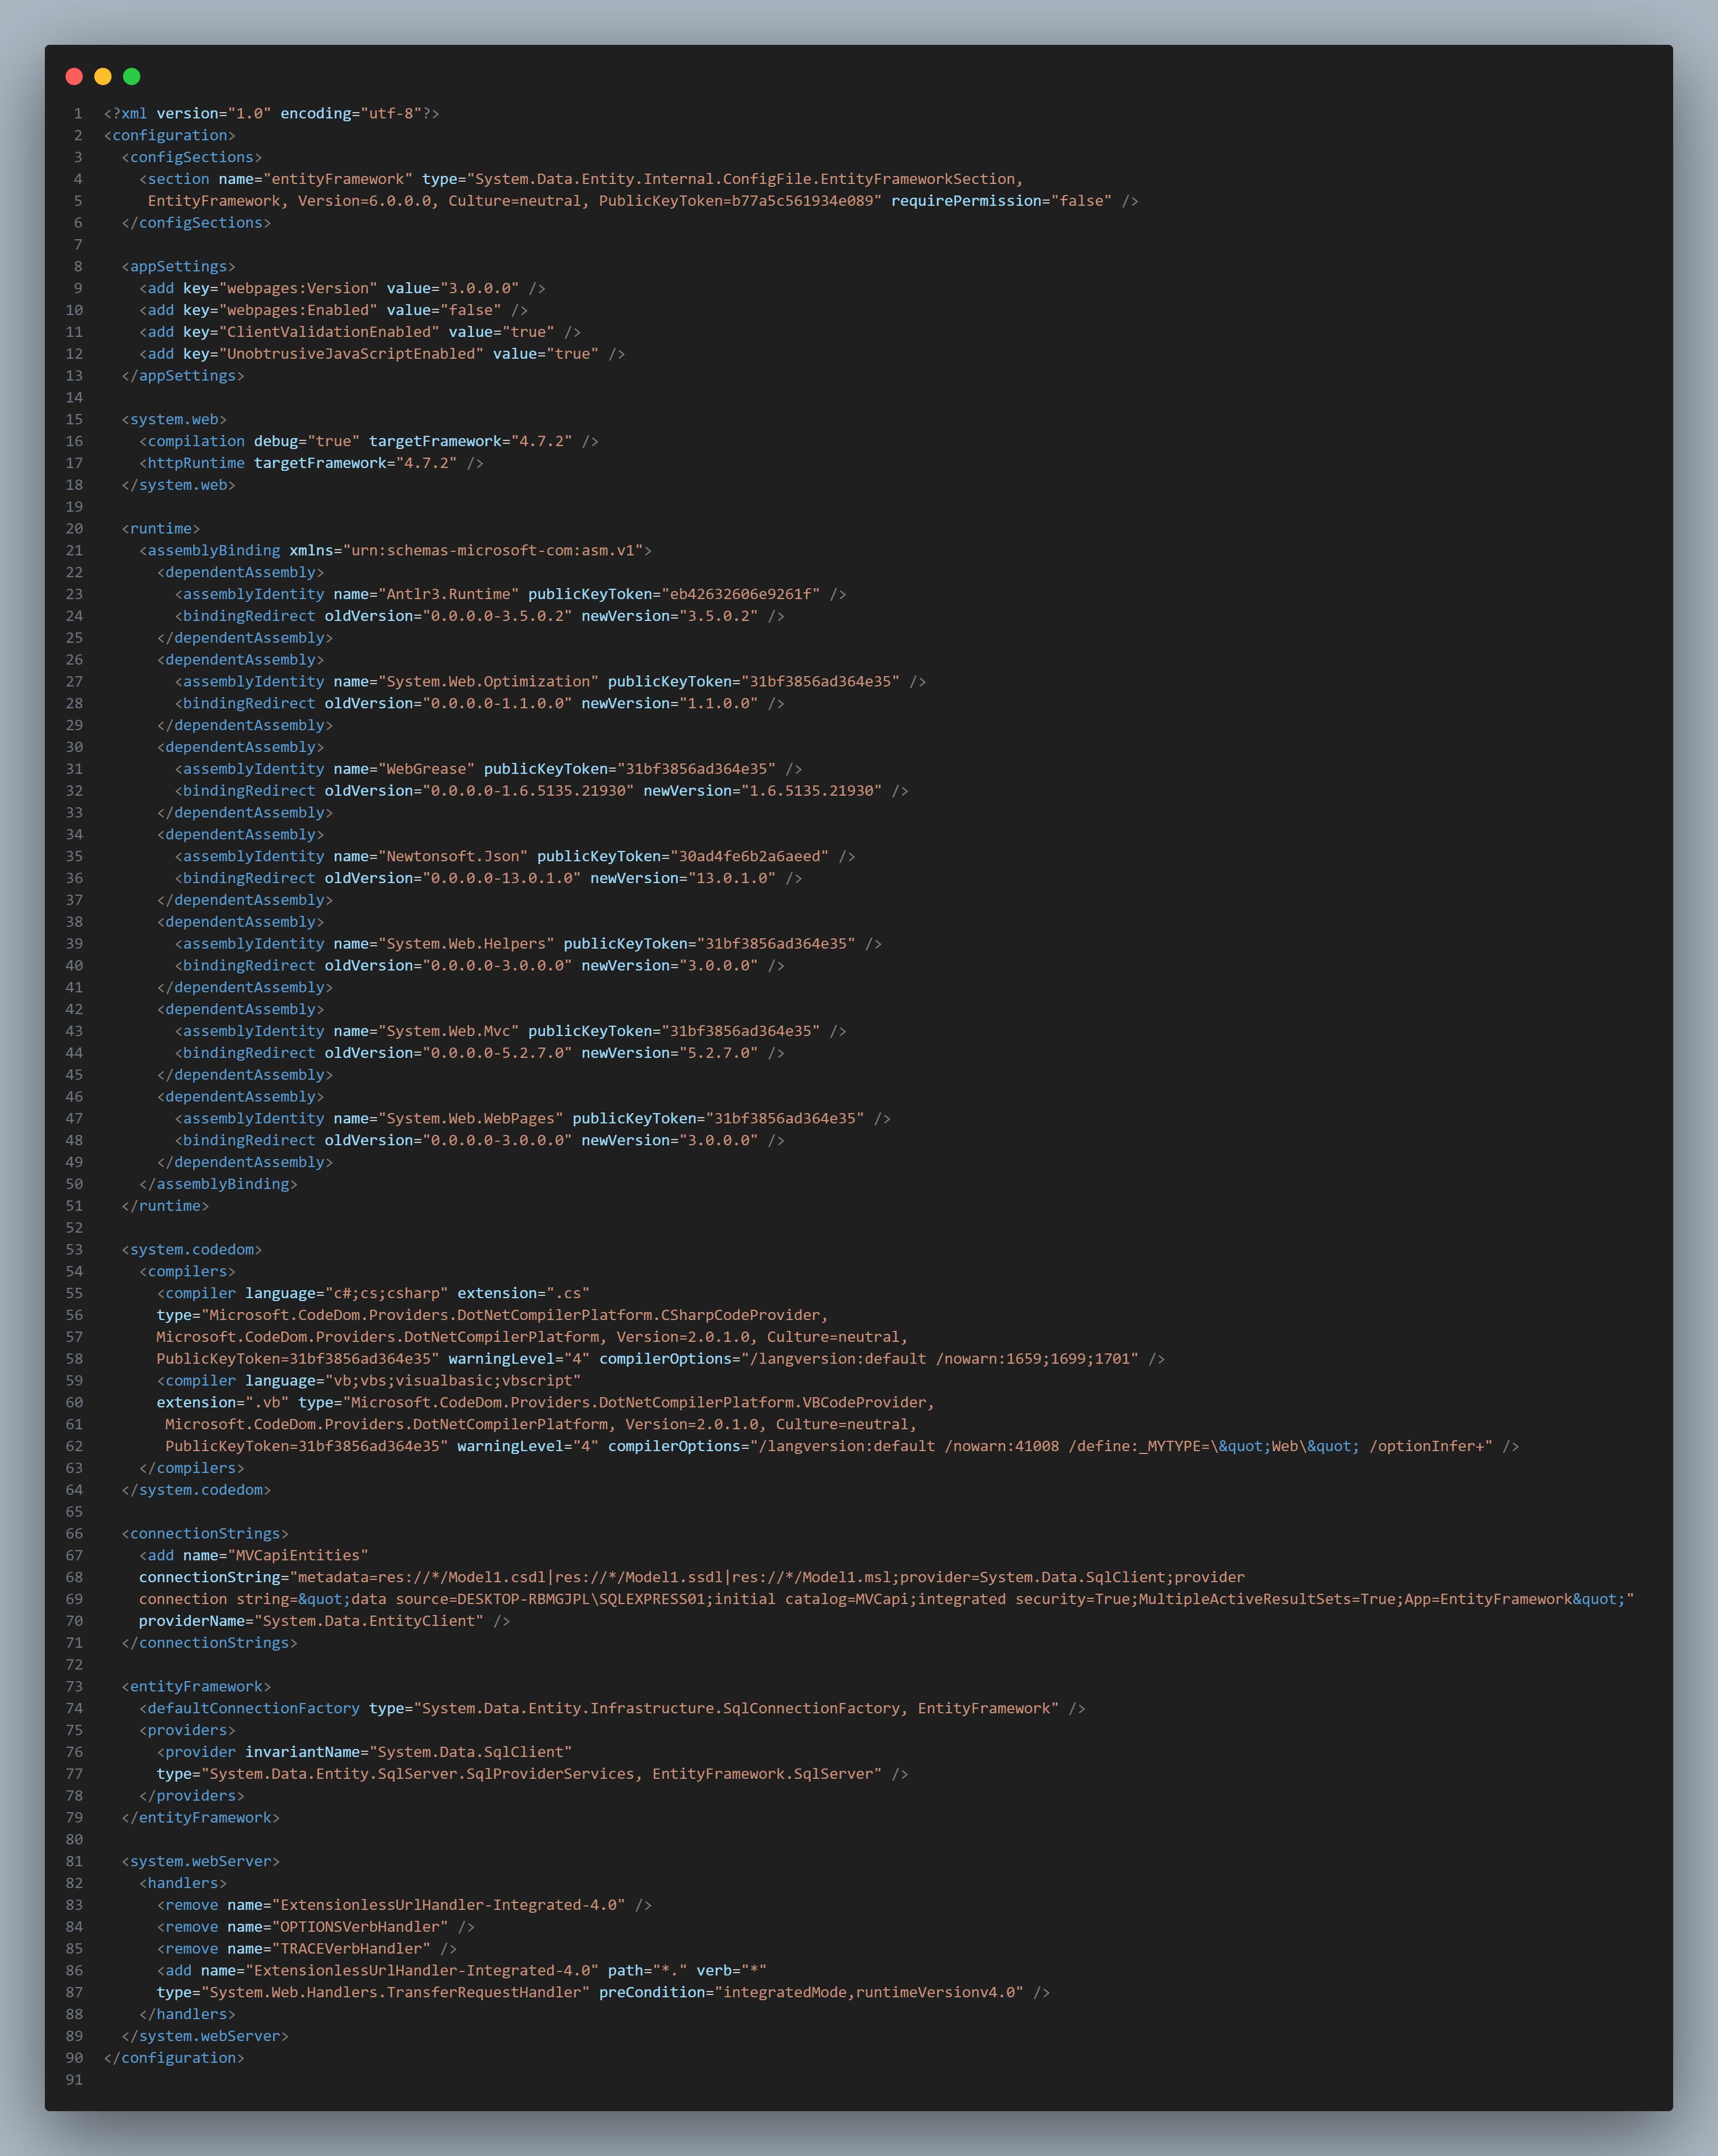 1 <?xml version="1.0" encoding="utf-8"?>
2 <configuration>
3   <configSections>
4     <section name="entityFramework" type="System.Data.Entity.Internal.ConfigFile.EntityFrameworkSection,
5      EntityFramework, Version=6.0.0.0, Culture=neutral, PublicKeyToken=b77a5c561934e089" requirePermission="false" />
6   </configSections>
7
8   <appSettings>
9     <add key="webpages:Version" value="3.0.0.0" />
10     <add key="webpages:Enabled" value="false" />
11     <add key="ClientValidationEnabled" value="true" />
12     <add key="UnobtrusiveJavaScriptEnabled" value="true" />
13   </appSettings>
14
15   <system.web>
16     <compilation debug="true" targetFramework="4.7.2" />
17     <httpRuntime targetFramework="4.7.2" />
18   </system.web>
19
20   <runtime>
21     <assemblyBinding xmlns="urn:schemas-microsoft-com:asm.v1">
22       <dependentAssembly>
23         <assemblyIdentity name="Antlr3.Runtime" publicKeyToken="eb42632606e9261f" />
24         <bindingRedirect oldVersion="0.0.0.0-3.5.0.2" newVersion="3.5.0.2" />
25       </dependentAssembly>
26       <dependentAssembly>
27         <assemblyIdentity name="System.Web.Optimization" publicKeyToken="31bf3856ad364e35" />
28         <bindingRedirect oldVersion="0.0.0.0-1.1.0.0" newVersion="1.1.0.0" />
29       </dependentAssembly>
30       <dependentAssembly>
31         <assemblyIdentity name="WebGrease" publicKeyToken="31bf3856ad364e35" />
32         <bindingRedirect oldVersion="0.0.0.0-1.6.5135.21930" newVersion="1.6.5135.21930" />
33       </dependentAssembly>
34       <dependentAssembly>
35         <assemblyIdentity name="Newtonsoft.Json" publicKeyToken="30ad4fe6b2a6aeed" />
36         <bindingRedirect oldVersion="0.0.0.0-13.0.1.0" newVersion="13.0.1.0" />
37       </dependentAssembly>
38       <dependentAssembly>
39         <assemblyIdentity name="System.Web.Helpers" publicKeyToken="31bf3856ad364e35" />
40         <bindingRedirect oldVersion="0.0.0.0-3.0.0.0" newVersion="3.0.0.0" />
41       </dependentAssembly>
42       <dependentAssembly>
43         <assemblyIdentity name="System.Web.Mvc" publicKeyToken="31bf3856ad364e35" />
44         <bindingRedirect oldVersion="0.0.0.0-5.2.7.0" newVersion="5.2.7.0" />
45       </dependentAssembly>
46       <dependentAssembly>
47         <assemblyIdentity name="System.Web.WebPages" publicKeyToken="31bf3856ad364e35" />
48         <bindingRedirect oldVersion="0.0.0.0-3.0.0.0" newVersion="3.0.0.0" />
49       </dependentAssembly>
50     </assemblyBinding>
51   </runtime>
52
53   <system.codedom>
54     <compilers>
55       <compiler language="c#;cs;csharp" extension=".cs"
56       type="Microsoft.CodeDom.Providers.DotNetCompilerPlatform.CSharpCodeProvider,
57       Microsoft.CodeDom.Providers.DotNetCompilerPlatform, Version=2.0.1.0, Culture=neutral,
58       PublicKeyToken=31bf3856ad364e35" warningLevel="4" compilerOptions="/langversion:default /nowarn:1659;1699;1701" />
59       <compiler language="vb;vbs;visualbasic;vbscript"
60       extension=".vb" type="Microsoft.CodeDom.Providers.DotNetCompilerPlatform.VBCodeProvider,
61        Microsoft.CodeDom.Providers.DotNetCompilerPlatform, Version=2.0.1.0, Culture=neutral,
62        PublicKeyToken=31bf3856ad364e35" warningLevel="4" compilerOptions="/langversion:default /nowarn:41008 /define:_MYTYPE=\&quot;Web\&quot; /optionInfer+" />
63     </compilers>
64   </system.codedom>
65
66   <connectionStrings>
67     <add name="MVCapiEntities"
68     connectionString="metadata=res://*/Model1.csdl|res://*/Model1.ssdl|res://*/Model1.msl;provider=System.Data.SqlClient;provider
69     connection string=&quot;data source=DESKTOP-RBMGJPL\SQLEXPRESS01;initial catalog=MVCapi;integrated security=True;MultipleActiveResultSets=True;App=EntityFramework&quot;"
70     providerName="System.Data.EntityClient" />
71   </connectionStrings>
72
73   <entityFramework>
74     <defaultConnectionFactory type="System.Data.Entity.Infrastructure.SqlConnectionFactory, EntityFramework" />
75     <providers>
76       <provider invariantName="System.Data.SqlClient"
77       type="System.Data.Entity.SqlServer.SqlProviderServices, EntityFramework.SqlServer" />
78     </providers>
79   </entityFramework>
80
81   <system.webServer>
82     <handlers>
83       <remove name="ExtensionlessUrlHandler-Integrated-4.0" />
84       <remove name="OPTIONSVerbHandler" />
85       <remove name="TRACEVerbHandler" />
86       <add name="ExtensionlessUrlHandler-Integrated-4.0" path="*." verb="*"
87       type="System.Web.Handlers.TransferRequestHandler" preCondition="integratedMode,runtimeVersionv4.0" />
88     </handlers>
89   </system.webServer>
90 </configuration>
91